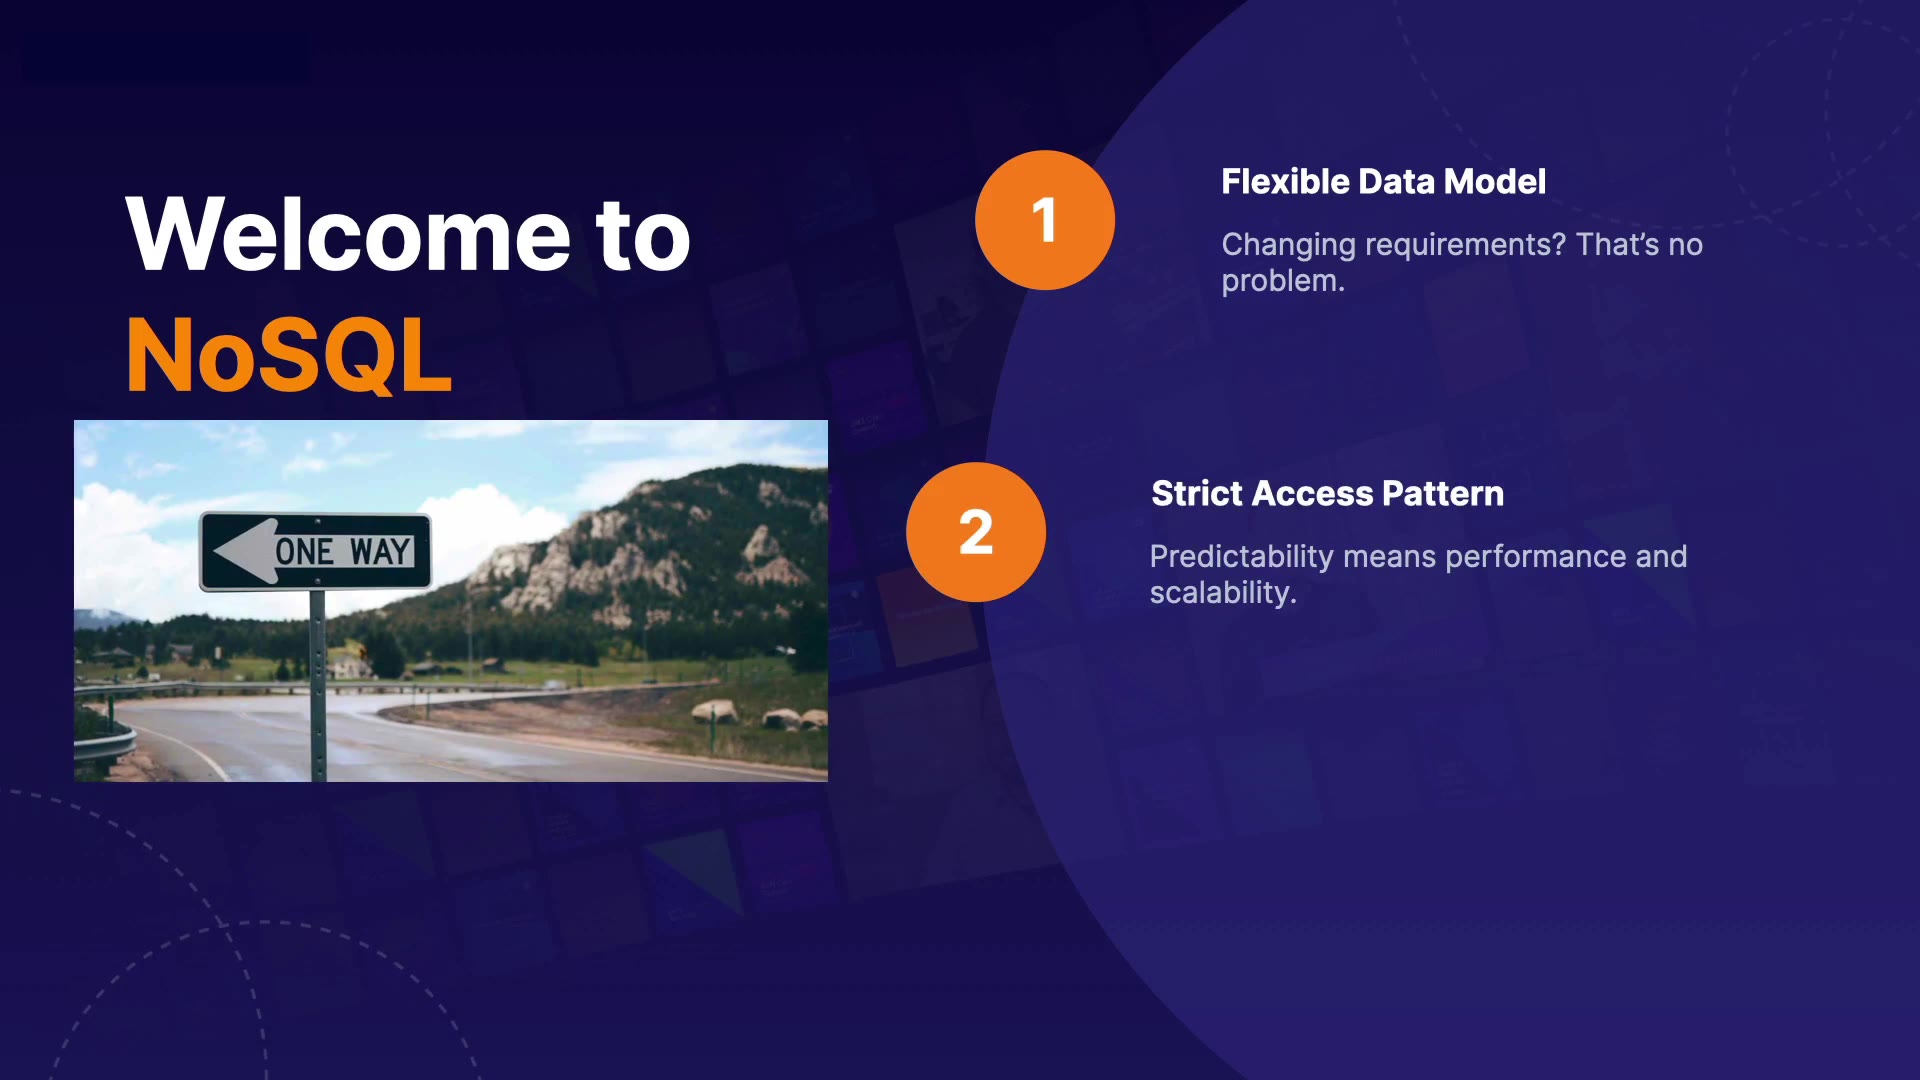 Welcome to
NoSQL
ONE WAY
1
Flexible Data Model
Changing requirements? That’s no
problem.
2
Strict Access Pattern
Predictability means performance and
scalability.